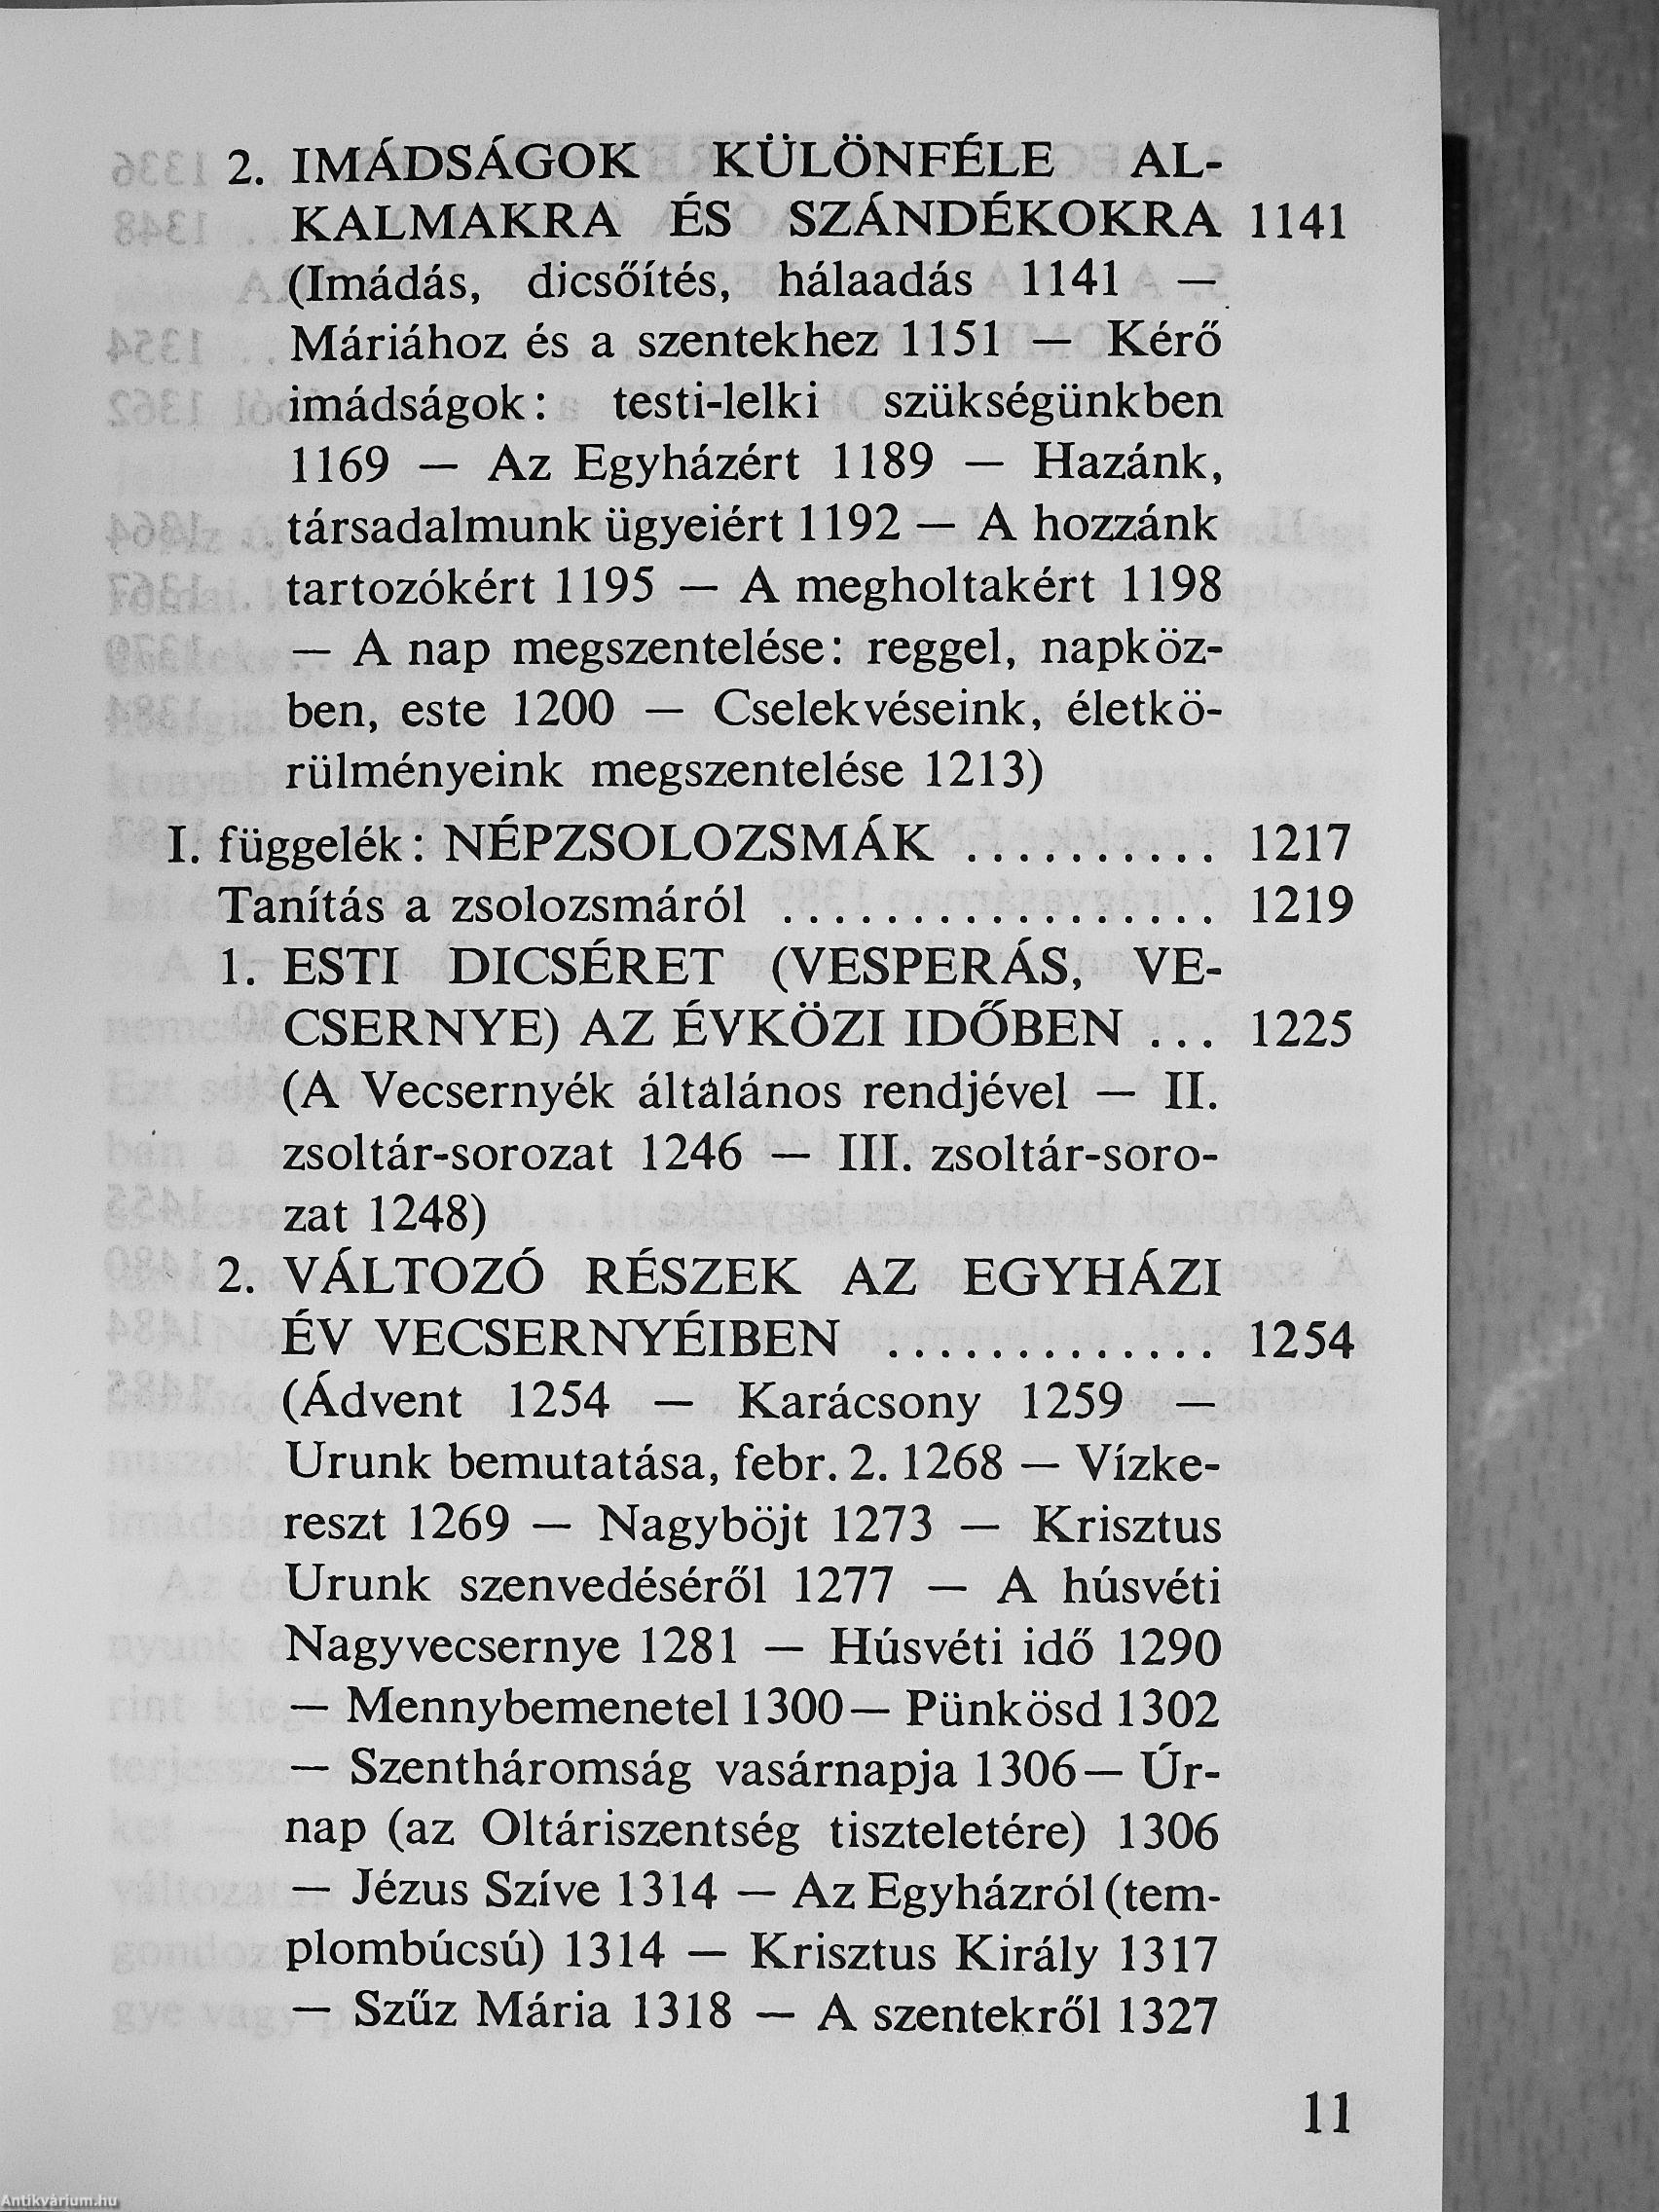 2. IMÁDSÁGOK KÜLÖNFÉLE AL-
KALMAKRA ÉS SZÁNDÉKOKRA 1141
(Imádás, dicsőítés, hálaadás 1141 —
Máriához és a szentekhez 1151 — Kérő
imádságok: testi-lelki szükségünkben
1169 — Az Egyházért 1189 — Hazánk,
társadalmunk ügyeiért 1192 — A hozzánk
tartozókért 1195 — A megholtakért 1198
— A nap megszentelése: reggel, napköz-
ben, este 1200 — Cselekvéseink, életkö-
rülményeink megszentelése 1213)
I. függelék: NÉPZSOLOZSMÁK .......... 1217
Tanítás a zsolozsmáról ................. 1219
1. ESTI DICSÉRET (VESPERÁS, VE-
CSERNYE) AZ ÉVKÖZI IDŐBEN ... 1225
(A Vecsernyék általános rendjével — II.
zsoltár-sorozat 1246 — III. zsoltár-soro-
zat 1248)
2. VÁLTOZÓ RÉSZEK AZ EGYHÁZI
ÉV VECSERNYÉIBEN ............. 1254
(Ádvent 1254 — Karácsony 1259 —
Urunk bemutatása, febr. 2. 1268 — Vízke-
reszt 1269 — Nagyböjt 1273 — Krisztus
Urunk szenvedéséről 1277 — A húsvéti
Nagyvecsernye 1281 — Húsvéti idő 1290
— Mennybemenetel 1300— Pünkösd 1302
— Szentháromság vasárnapja 1306— Úr-
nap (az Oltáriszentség tiszteletére) 1306
— Jézus Szíve 1314 — Az Egyházról (tem-
plombúcsú) 1314 — Krisztus Király 1317
— Szűz Mária 1318 — A szentekről 1327
11
Antikvárium.hu